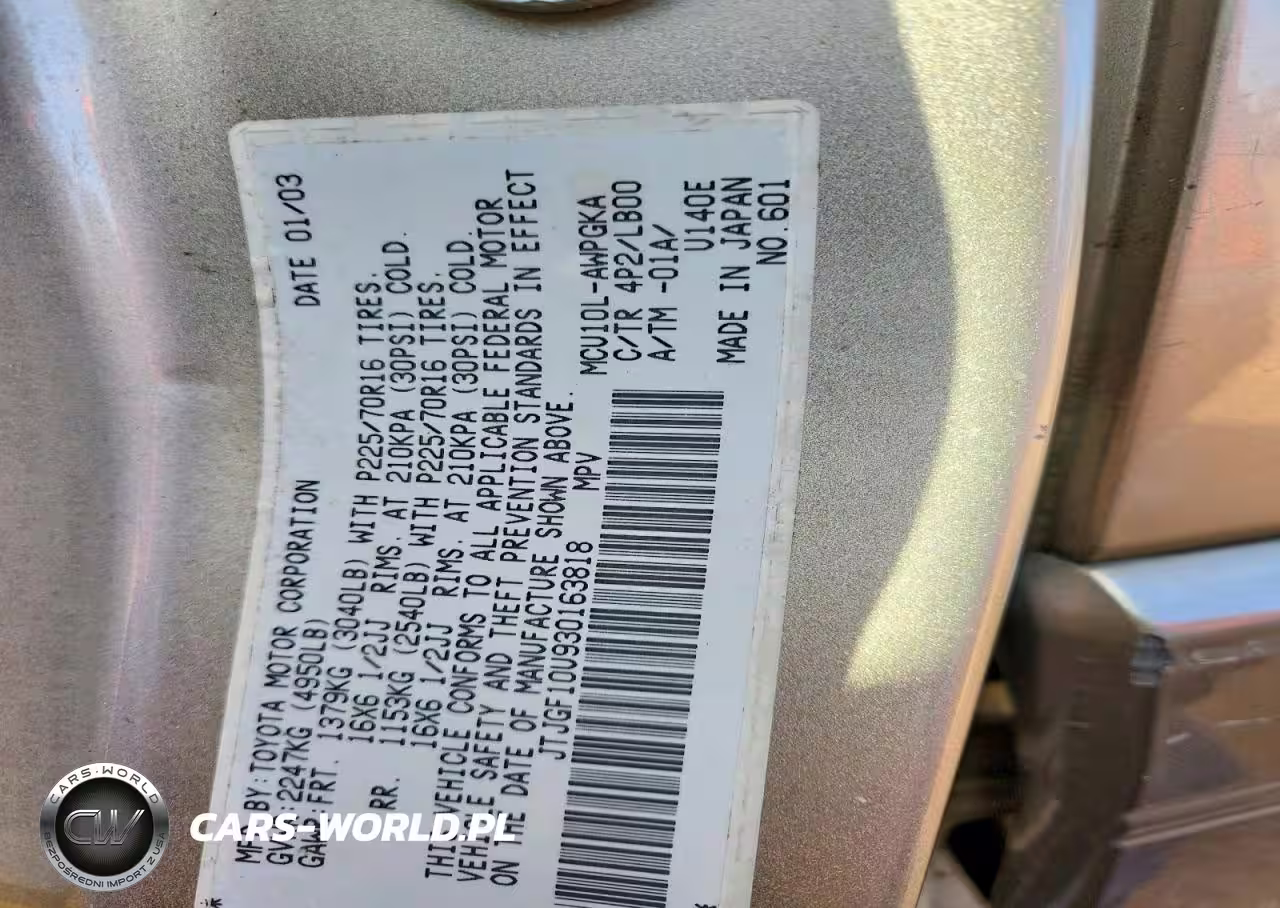 MFD.BY:TOYOTA MOTOR CORPORATION DATE 01/03
GVWR:2247KG (4950LB)
GAWR FRT. 1379KG (3040LB) WITH P225/70R16 TIRES.
16X6 1/2JJ RIMS. AT 210KPA (30PSI) COLD.
RR. 1153KG (2540LB) WITH P225/70R16 TIRES.
16X6 1/2JJ RIMS. AT 210KPA (30PSI) COLD.
THIS VEHICLE CONFORMS TO ALL APPLICABLE FEDERAL MOTOR
VEHICLE SAFETY AND THEFT PREVENTION STANDARDS IN EFFECT
ON THE DATE OF MANUFACTURE SHOWN ABOVE.
JTJGF10U930163818 MPV
MCU10L-AWPGKA
C/TR 4P2/LB00
A/TM -01A/
U140E
MADE IN JAPAN
NO.601
CARS-WORLD
CW
BEZPOŚREDNI IMPORT Z USA
CARS-WORLD.PL